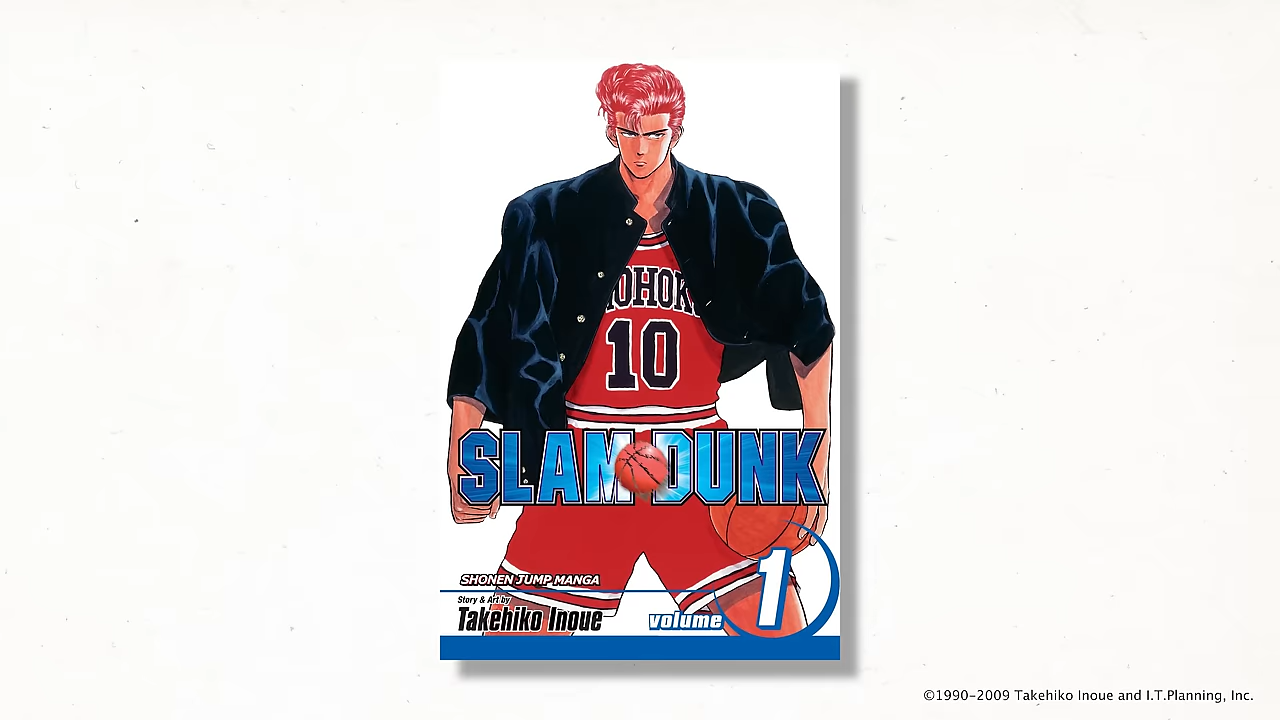 OHOK
10
SLAM DUNK
SHONEN JUMP MANGA
Story & Art by
Takehiko Inoue
volume 1
©1990-2009 Takehiko Inoue and I.T.Planning, Inc.